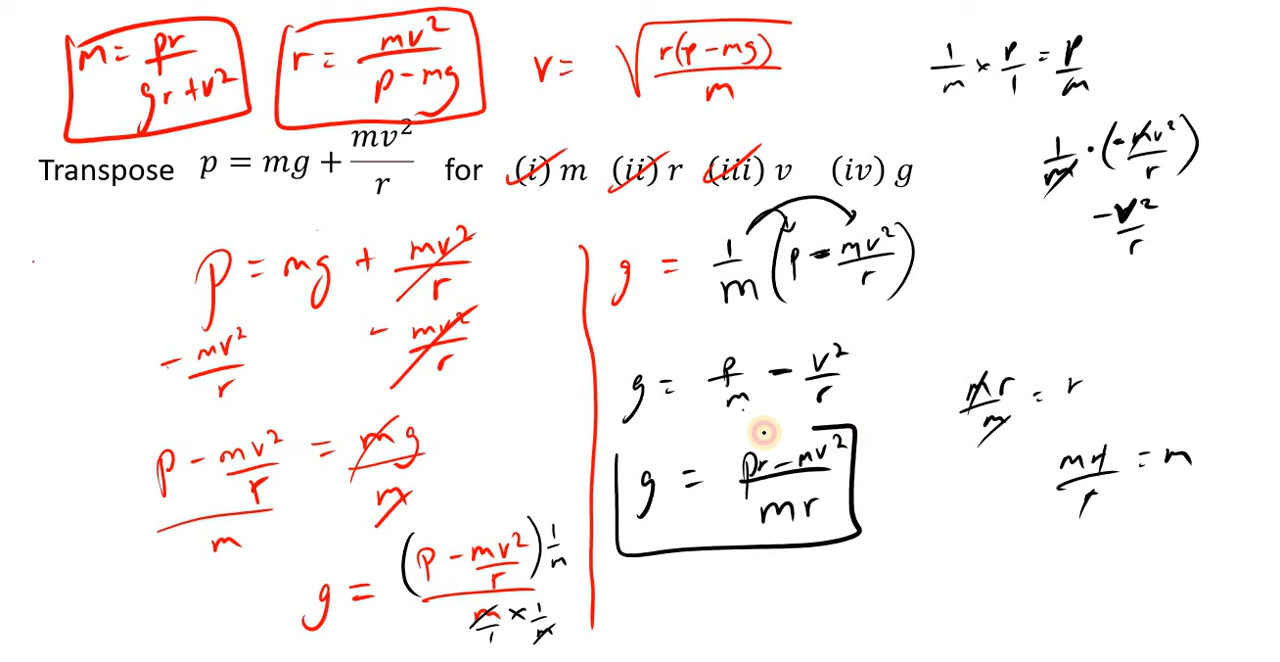 m = pr/(gr + v²)
r = mv²/(p - mg)
v = √(r(p - mg)/m)
1/m × p/1 = p/m
Transpose p = mg + mv²/r for (i) m (ii) r (iii) v (iv) g
1/m · (-mv²/r)
-v²/r
p = mg + mv²/r
- mv²/r - mv²/r
(p - mv²/r)/m = mg/m
g = (p - mv²/r) 1/m / (m/1 × 1/m)
g = 1/m (p - mv²/r)
g = p/m - v²/r
g = (pr - mv²)/(mr)
mr/m = r
mr/r = m